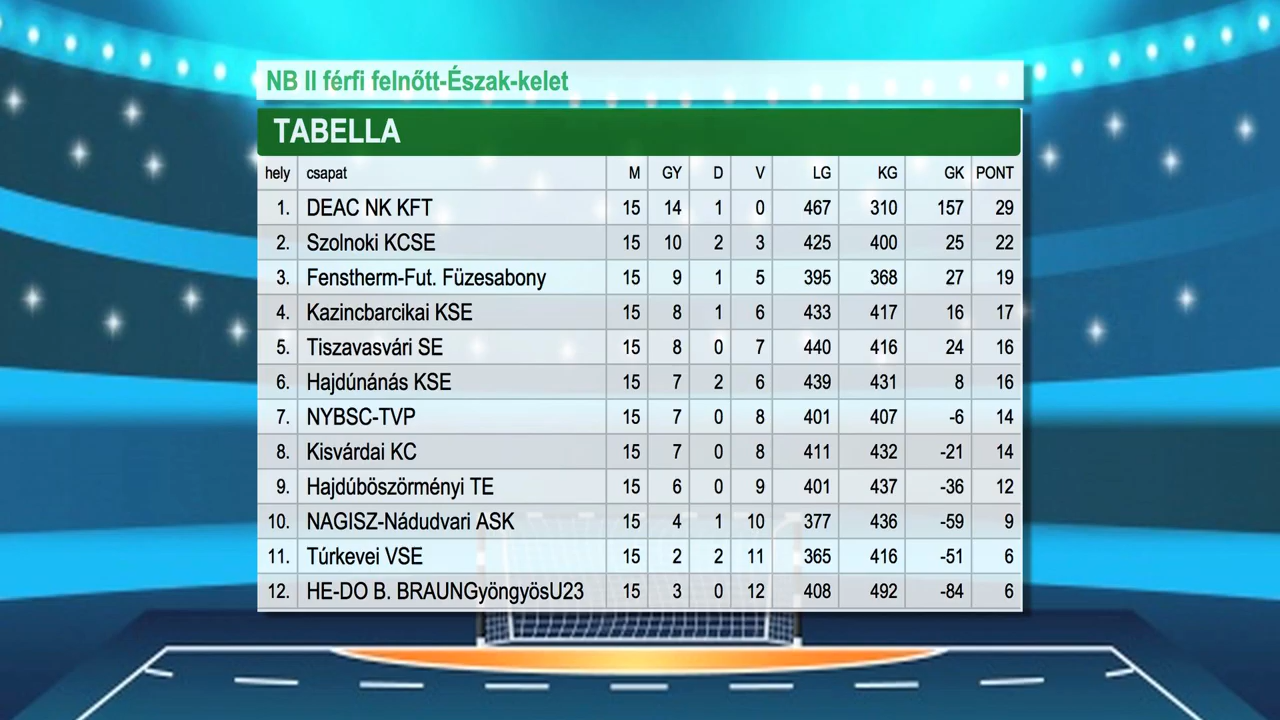 NB II férfi felnőtt-Észak-kelet
TABELLA
hely csapat M GY D V LG KG GK PONT
1. DEAC NK KFT 15 14 1 0 467 310 157 29
2. Szolnoki KCSE 15 10 2 3 425 400 25 22
3. Fenstherm-Fut. Füzesabony 15 9 1 5 395 368 27 19
4. Kazincbarcikai KSE 15 8 1 6 433 417 16 17
5. Tiszavasvári SE 15 8 0 7 440 416 24 16
6. Hajdúnánás KSE 15 7 2 6 439 431 8 16
7. NYBSC-TVP 15 7 0 8 401 407 -6 14
8. Kisvárdai KC 15 7 0 8 411 432 -21 14
9. Hajdúböszörményi TE 15 6 0 9 401 437 -36 12
10. NAGISZ-Nádudvari ASK 15 4 1 10 377 436 -59 9
11. Túrkevei VSE 15 2 2 11 365 416 -51 6
12. HE-DO B. BRAUNGyöngyösU23 15 3 0 12 408 492 -84 6